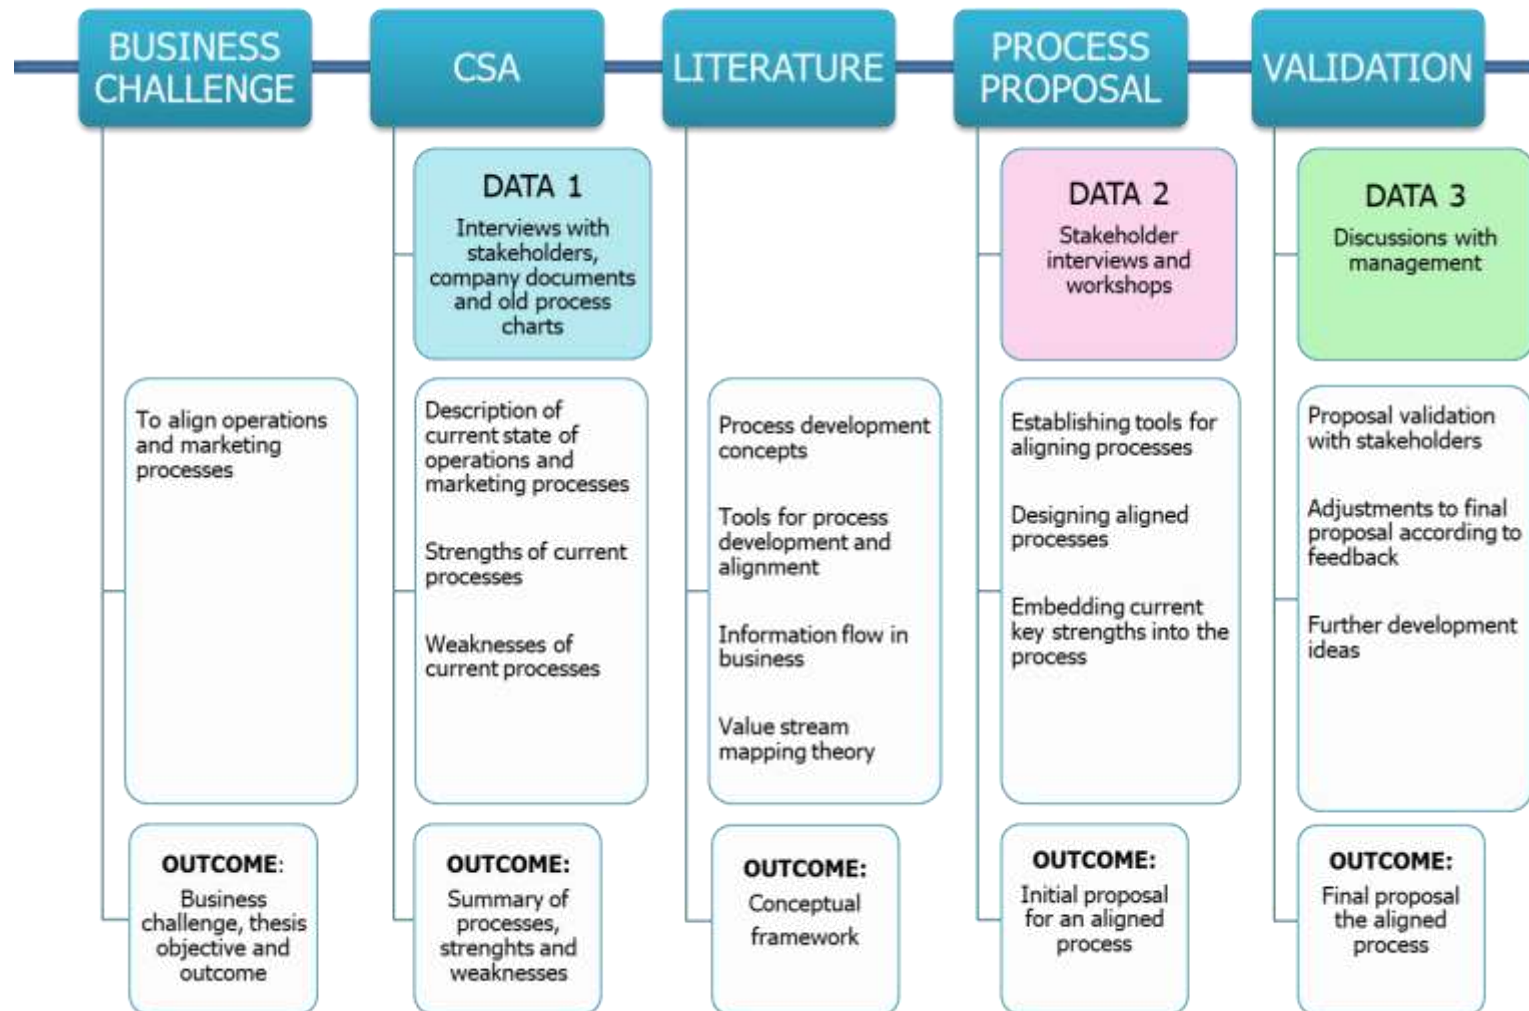 BUSINESS
CHALLENGE
CSA
LITERATURE
PROCESS
PROPOSAL
VALIDATION
DATA 1
Interviews with
stakeholders,
company documents
and old process
charts
DATA 2
Stakeholder
interviews and
workshops
DATA 3
Discussions with
management
To align operations
and marketing
processes
Description of
current state of
operations and
marketing processes
Strengths of current
processes
Weaknesses of
current processes
Process development
concepts
Tools for process
development and
alignment
Information flow in
business
Value stream
mapping theory
Establishing tools for
aligning processes
Designing aligned
processes
Embedding current
key strengths into the
process
Proposal validation
with stakeholders
Adjustments to final
proposal according to
feedback
Further development
ideas
OUTCOME:
Business
challenge, thesis
objective and
outcome
OUTCOME:
Summary of
processes,
strenghts and
weaknesses
OUTCOME:
Conceptual
framework
OUTCOME:
Initial proposal
for an aligned
process
OUTCOME:
Final proposal
the aligned
process